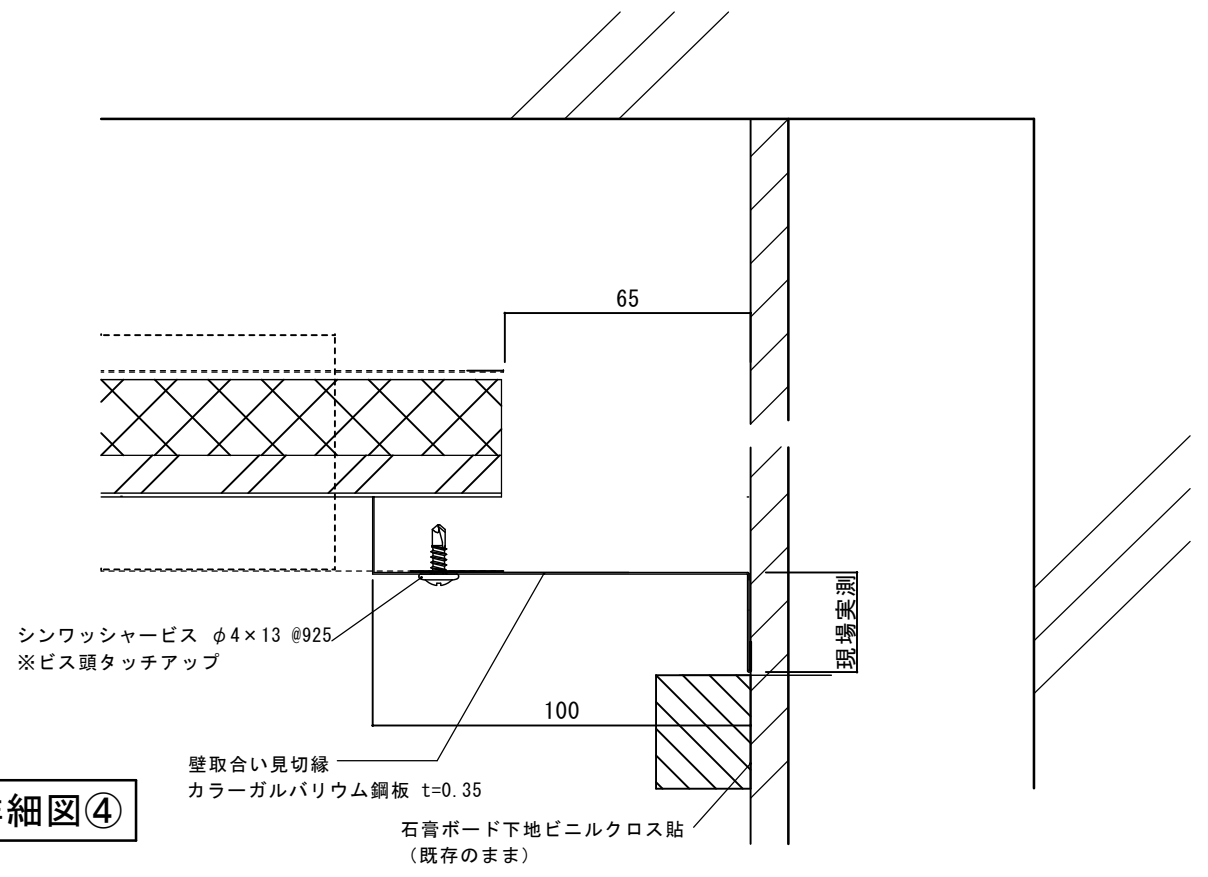 65
シンワッシャービス φ4×13 @925
※ビス頭タッチアップ
現場実測
100
壁取合い見切縁
カラーガルバリウム鋼板 t=0.35
細図④
石膏ボード下地ビニルクロス貼
（既存のまま）